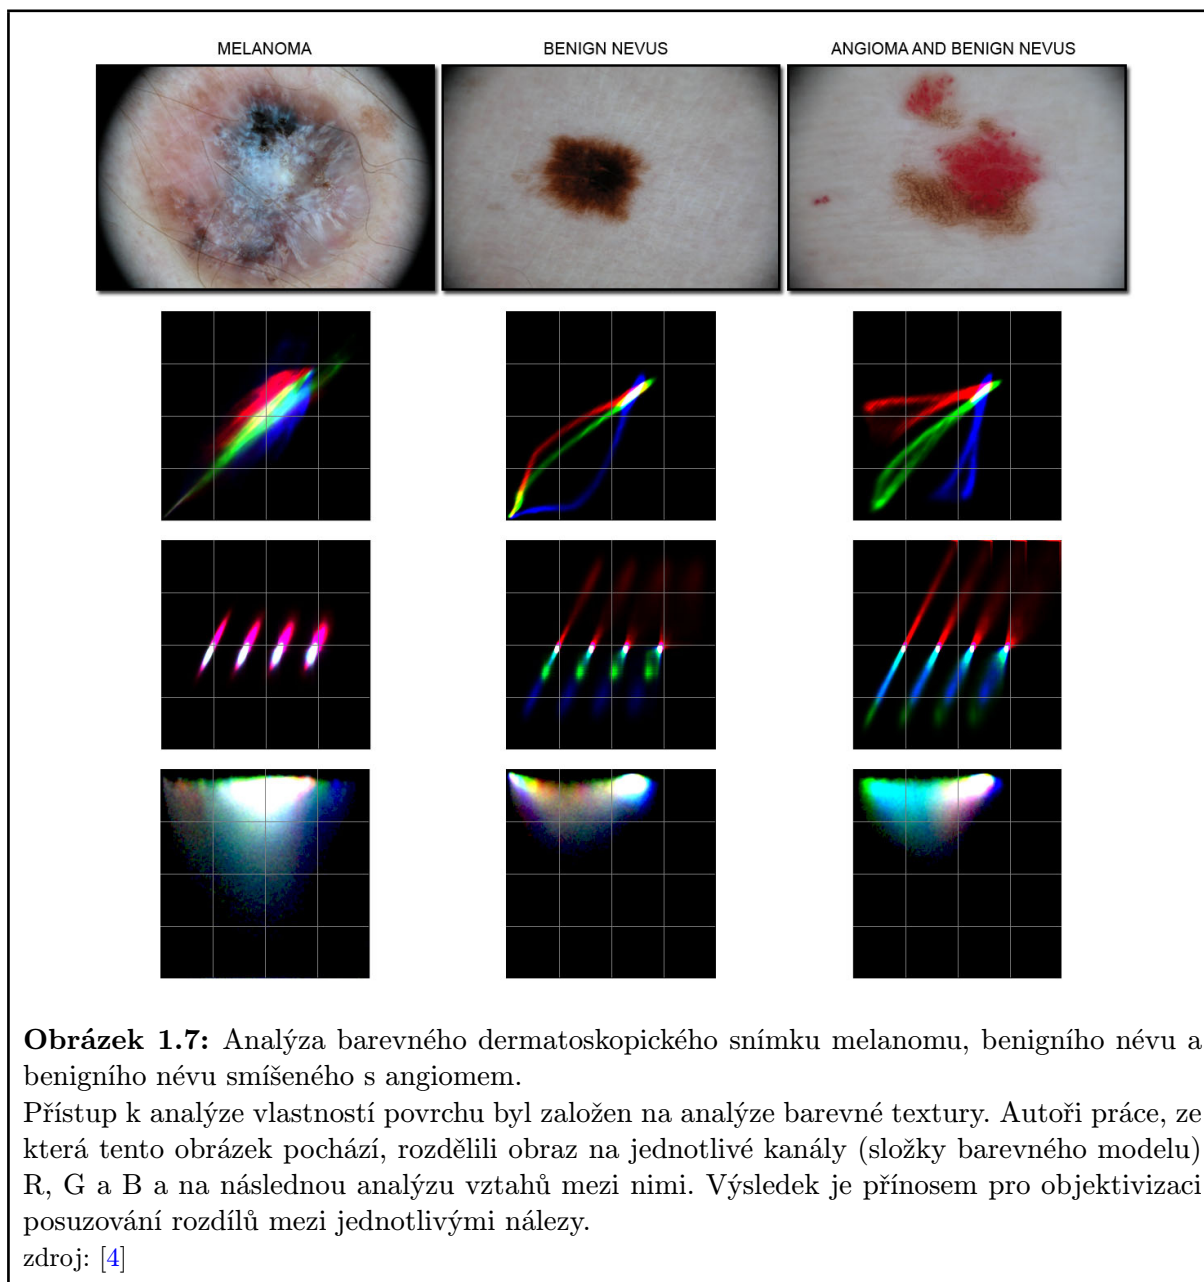 MELANOMA
BENIGN NEVUS
ANGIOMA AND BENIGN NEVUS
Obrázek 1.7: Analýza barevného dermatoskopického snímku melanomu, benigního névu a
benigního névu smíšeného s angiomem.
Přístup k analýze vlastností povrchu byl založen na analýze barevné textury. Autoři práce, ze
která tento obrázek pochází, rozdělili obraz na jednotlivé kanály (složky barevného modelu)
R, G a B a na následnou analýzu vztahů mezi nimi. Výsledek je přínosem pro objektivizaci
posuzování rozdílů mezi jednotlivými nálezy.
zdroj: [4]